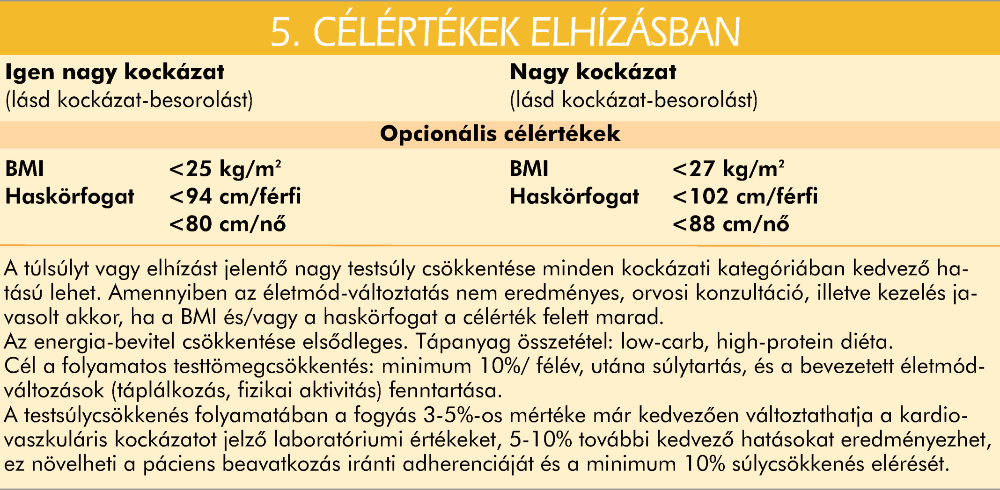 5. CÉLÉRTÉKEK ELHÍZÁSBAN
Igen nagy kockázat
(lásd kockázat-besorolást)
Nagy kockázat
(lásd kockázat-besorolást)
Opcionális célértékek
BMI <25 kg/m²
Haskörfogat <94 cm/férfi
<80 cm/nő
BMI <27 kg/m²
Haskörfogat <102 cm/férfi
<88 cm/nő
A túlsúlyt vagy elhízást jelentő nagy testsúly csökkentése minden kockázati kategóriában kedvező ha-
tású lehet. Amennyiben az életmód-változtatás nem eredményes, orvosi konzultáció, illetve kezelés ja-
vasolt akkor, ha a BMI és/vagy a haskörfogat a célérték felett marad.
Az energia-bevitel csökkentése elsődleges. Tápanyag összetétel: low-carb, high-protein diéta.
Cél a folyamatos testtömegcsökkentés: minimum 10%/ félév, utána súlytartás, és a bevezetett életmód-
változások (táplálkozás, fizikai aktivitás) fenntartása.
A testsúlycsökkenés folyamatában a fogyás 3-5%-os mértéke már kedvezően változtathatja a kardio-
vaszkuláris kockázatot jelző laboratóriumi értékeket, 5-10% további kedvező hatásokat eredményezhet,
ez növelheti a páciens beavatkozás iránti adherenciáját és a minimum 10% súlycsökkenés elérését.